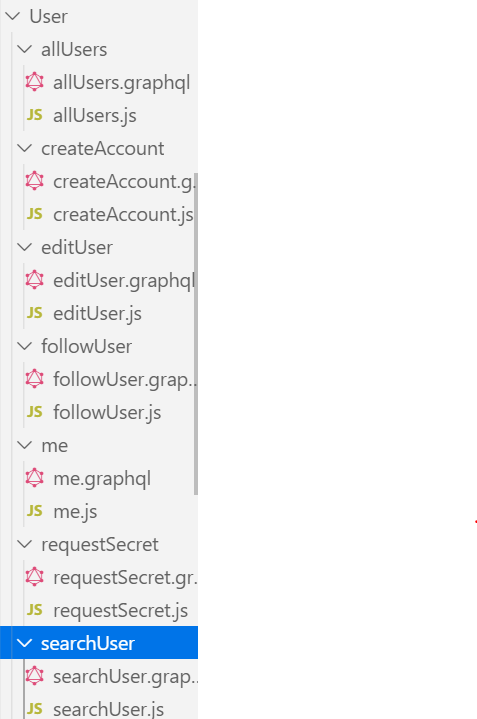 User
allUsers
allUsers.graphql
JS allUsers.js
createAccount
createAccount.g.
JS createAccount.js
editUser
editUser.graphql
JS editUser.js
followUser
followUser.grap..
JS followUser.js
me
me.graphql
JS me.js
requestSecret
requestSecret.gr.
JS requestSecret.js
searchUser
searchUser.grap..
JS searchUser.js